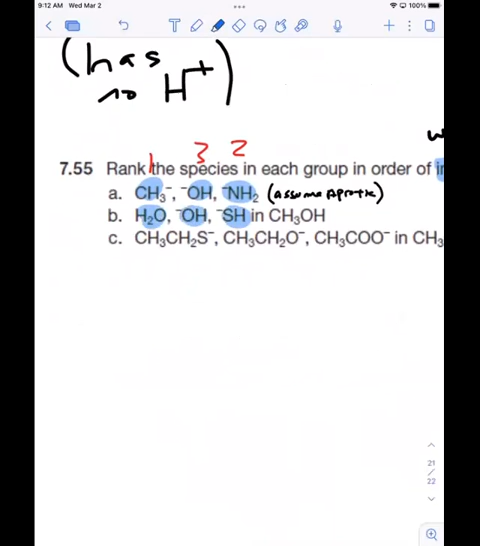 9:12 AM Wed Mar 2
100%
(has
no H+)
1 3 2
7.55 Rank the species in each group in order of
a. CH₃⁻, ⁻OH, ⁻NH₂ (assume Aprotic)
b. H₂O, ⁻OH, ⁻SH in CH₃OH
c. CH₃CH₂S⁻, CH₃CH₂O⁻, CH₃COO⁻ in CH₃
21
/
22